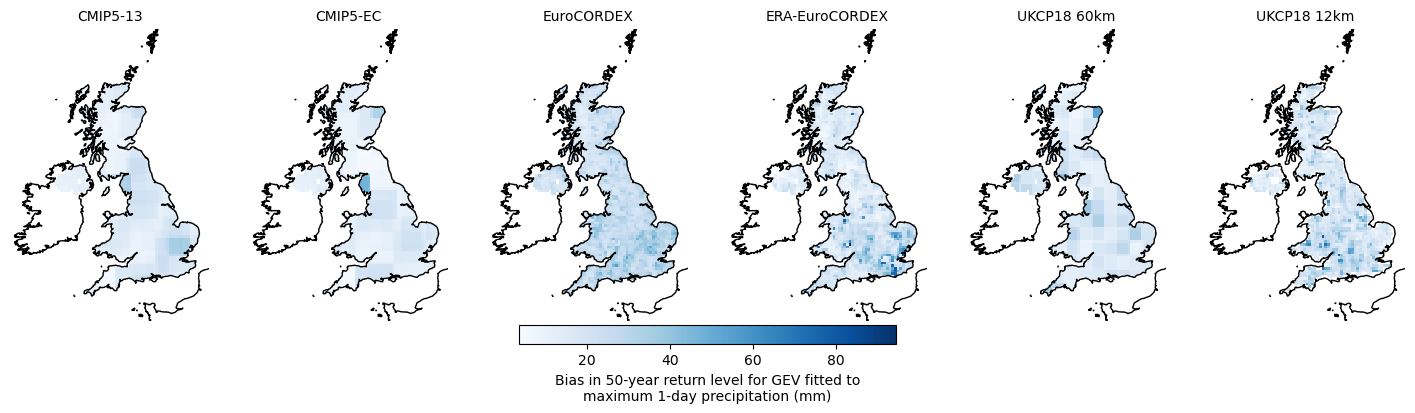 CMIP5-13
CMIP5-EC
EuroCORDEX
ERA-EuroCORDEX
UKCP18 60km
UKCP18 12km
20
40
60
80
Bias in 50-year return level for GEV fitted to
maximum 1-day precipitation (mm)